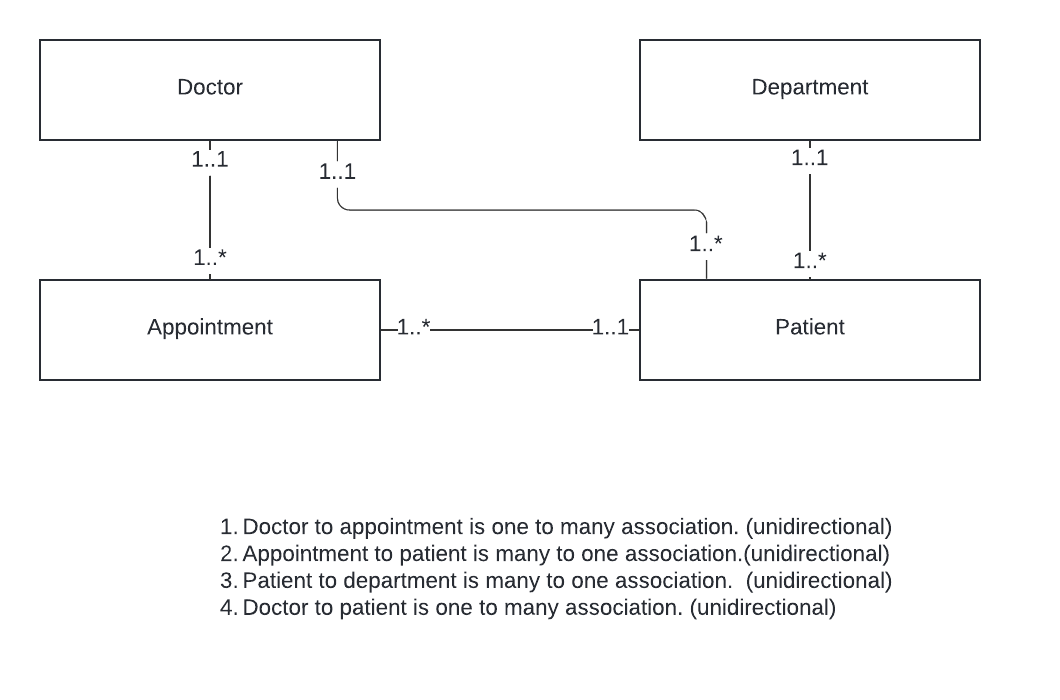 Doctor
Department
1..1
1..1
1..1
1..*
1..*
1..*
Appointment
1..*
1..1
Patient
1. Doctor to appointment is one to many association. (unidirectional)
2. Appointment to patient is many to one association.(unidirectional)
3. Patient to department is many to one association.  (unidirectional)
4. Doctor to patient is one to many association. (unidirectional)